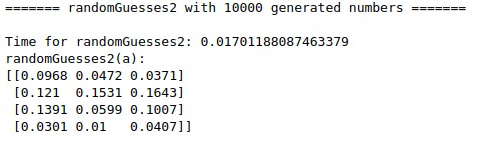 ======= randomGuesses2 with 10000 generated numbers =======
Time for randomGuesses2: 0.01701188087463379
randomGuesses2(a):
[[0.0968 0.0472 0.0371]
 [0.121  0.1531 0.1643]
 [0.1391 0.0599 0.1007]
 [0.0301 0.01   0.0407]]